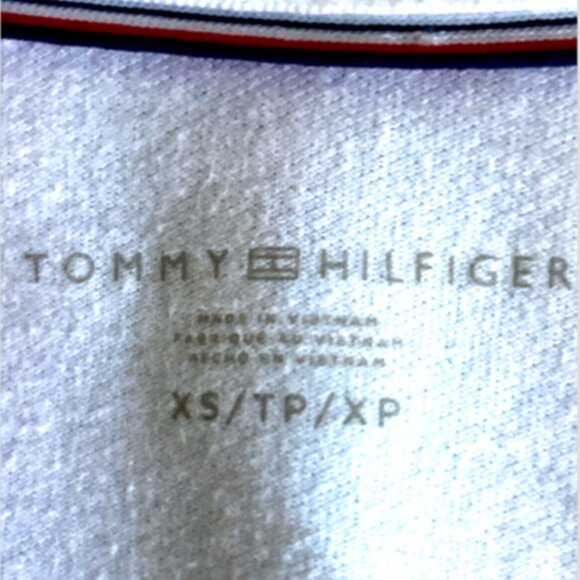 TOMMY HILFIGER
MADE IN VIETNAM
FABRIQUÉ AU VIETNAM
HECHO EN VIETNAM
XS/TP/XP